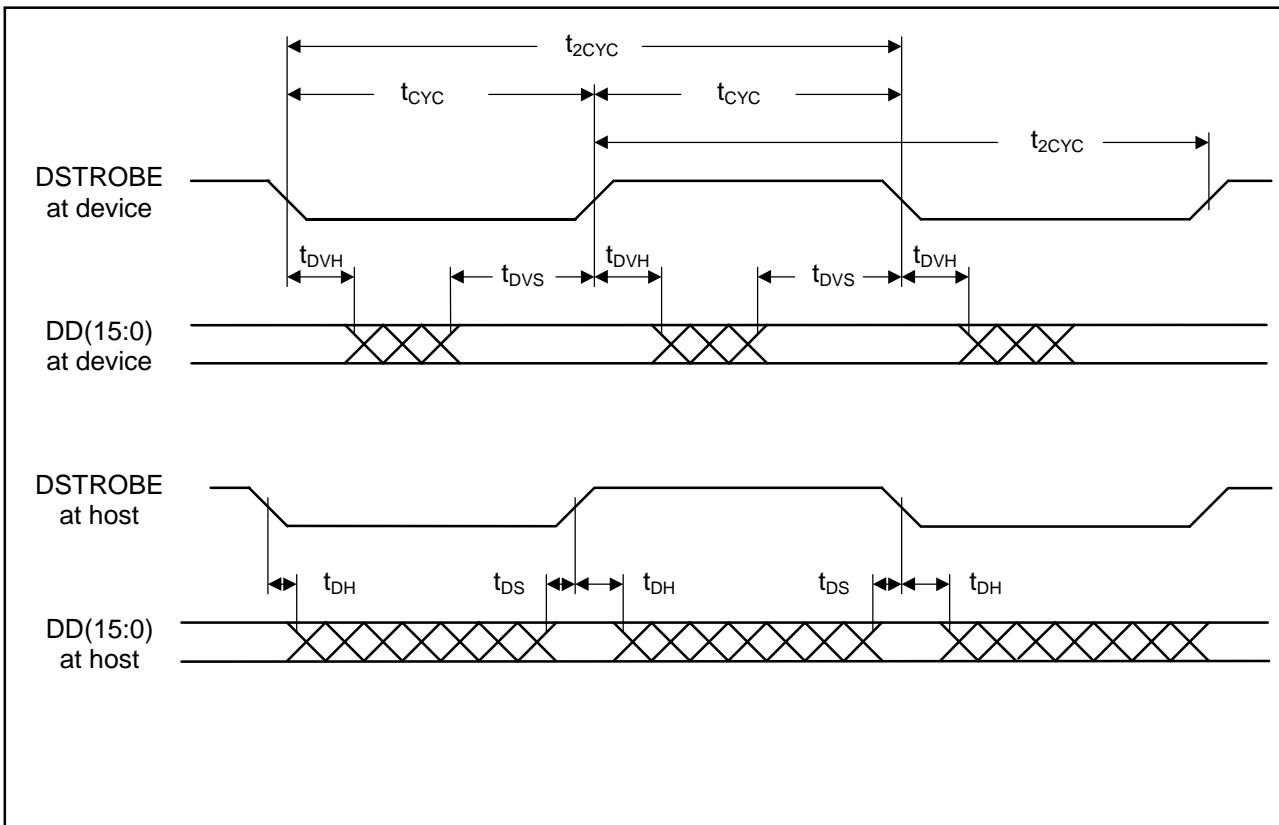 t2CYC
tCYC tCYC
t2CYC
DSTROBE
at device
tDVH tDVS tDVH tDVS tDVH
DD(15:0)
at device
DSTROBE
at host
tDH tDS tDH tDS tDH
DD(15:0)
at host